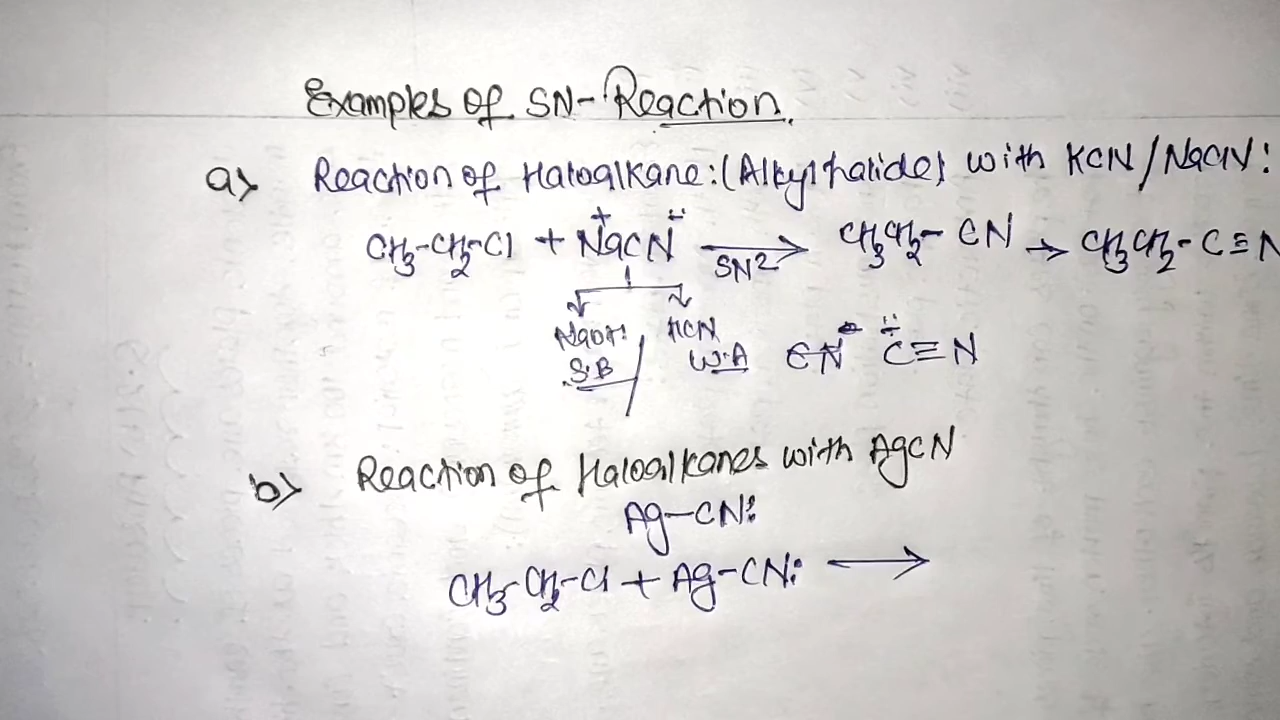 Examples of SN-Reaction.
a) Reaction of Haloalkane:(Alkyl halide) with KCN/NaCN:
CH3-CH2-Cl + NaCN → CH3CH2-CN → CH3CH2-C≡N
+ :-
SN2
NaOH HCN
S.B W.A CN⊖ :C̄≡N
b) Reaction of Haloalkanes with AgCN
Ag-CN:
CH3-CH2-Cl + Ag-CN: →